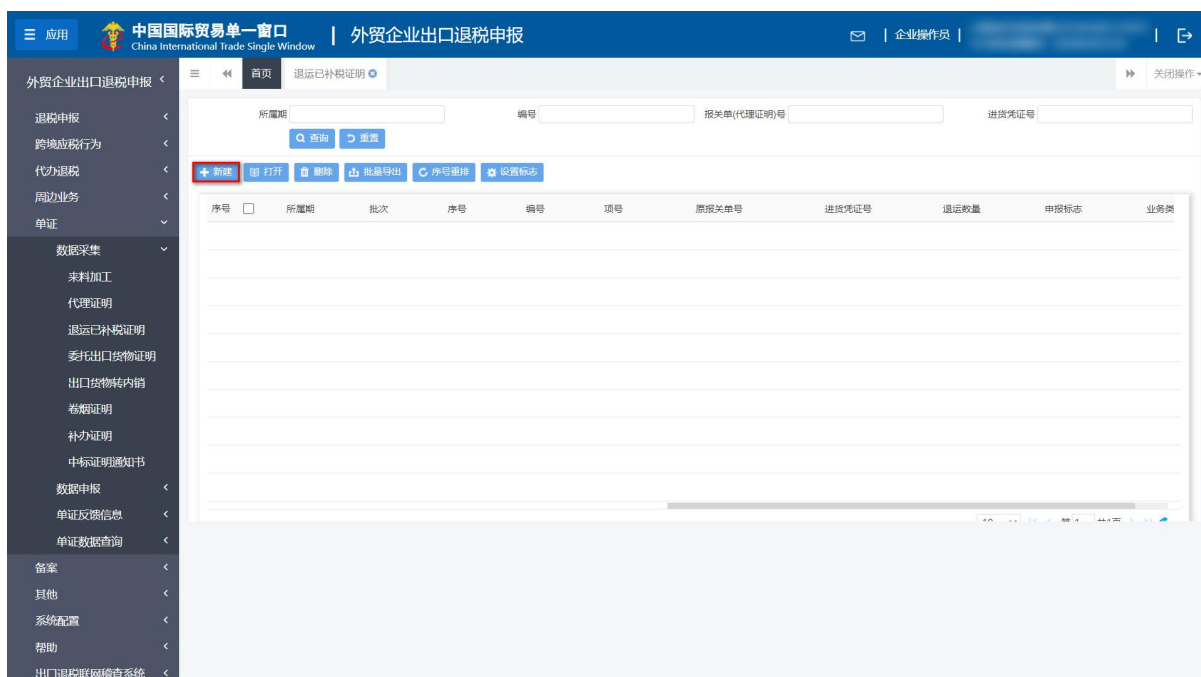 应用 中国国际贸易单一窗口 外贸企业出口退税申报 企业操作员
China International Trade Single Window
外贸企业出口退税申报 首页 退运已补税证明 关闭操作
退税申报
跨境应税行为
代办退税
周边业务
单证
数据采集
来料加工
代理证明
退运已补税证明
委托出口货物证明
出口货物转内销
卷烟证明
补办证明
中标证明通知书
数据申报
单证反馈信息
单证数据查询
备案
其他
系统配置
帮助
出口退税联网稽查系统
所属期 编号 报关单(代理证明)号 进货凭证号
查询 重置
新建 打开 删除 批量导出 序号重排 设置标志
序号 所属期 批次 序号 编号 项号 原报关单号 进货凭证号 退运数量 申报标志 业务类
10 第 1 共1页